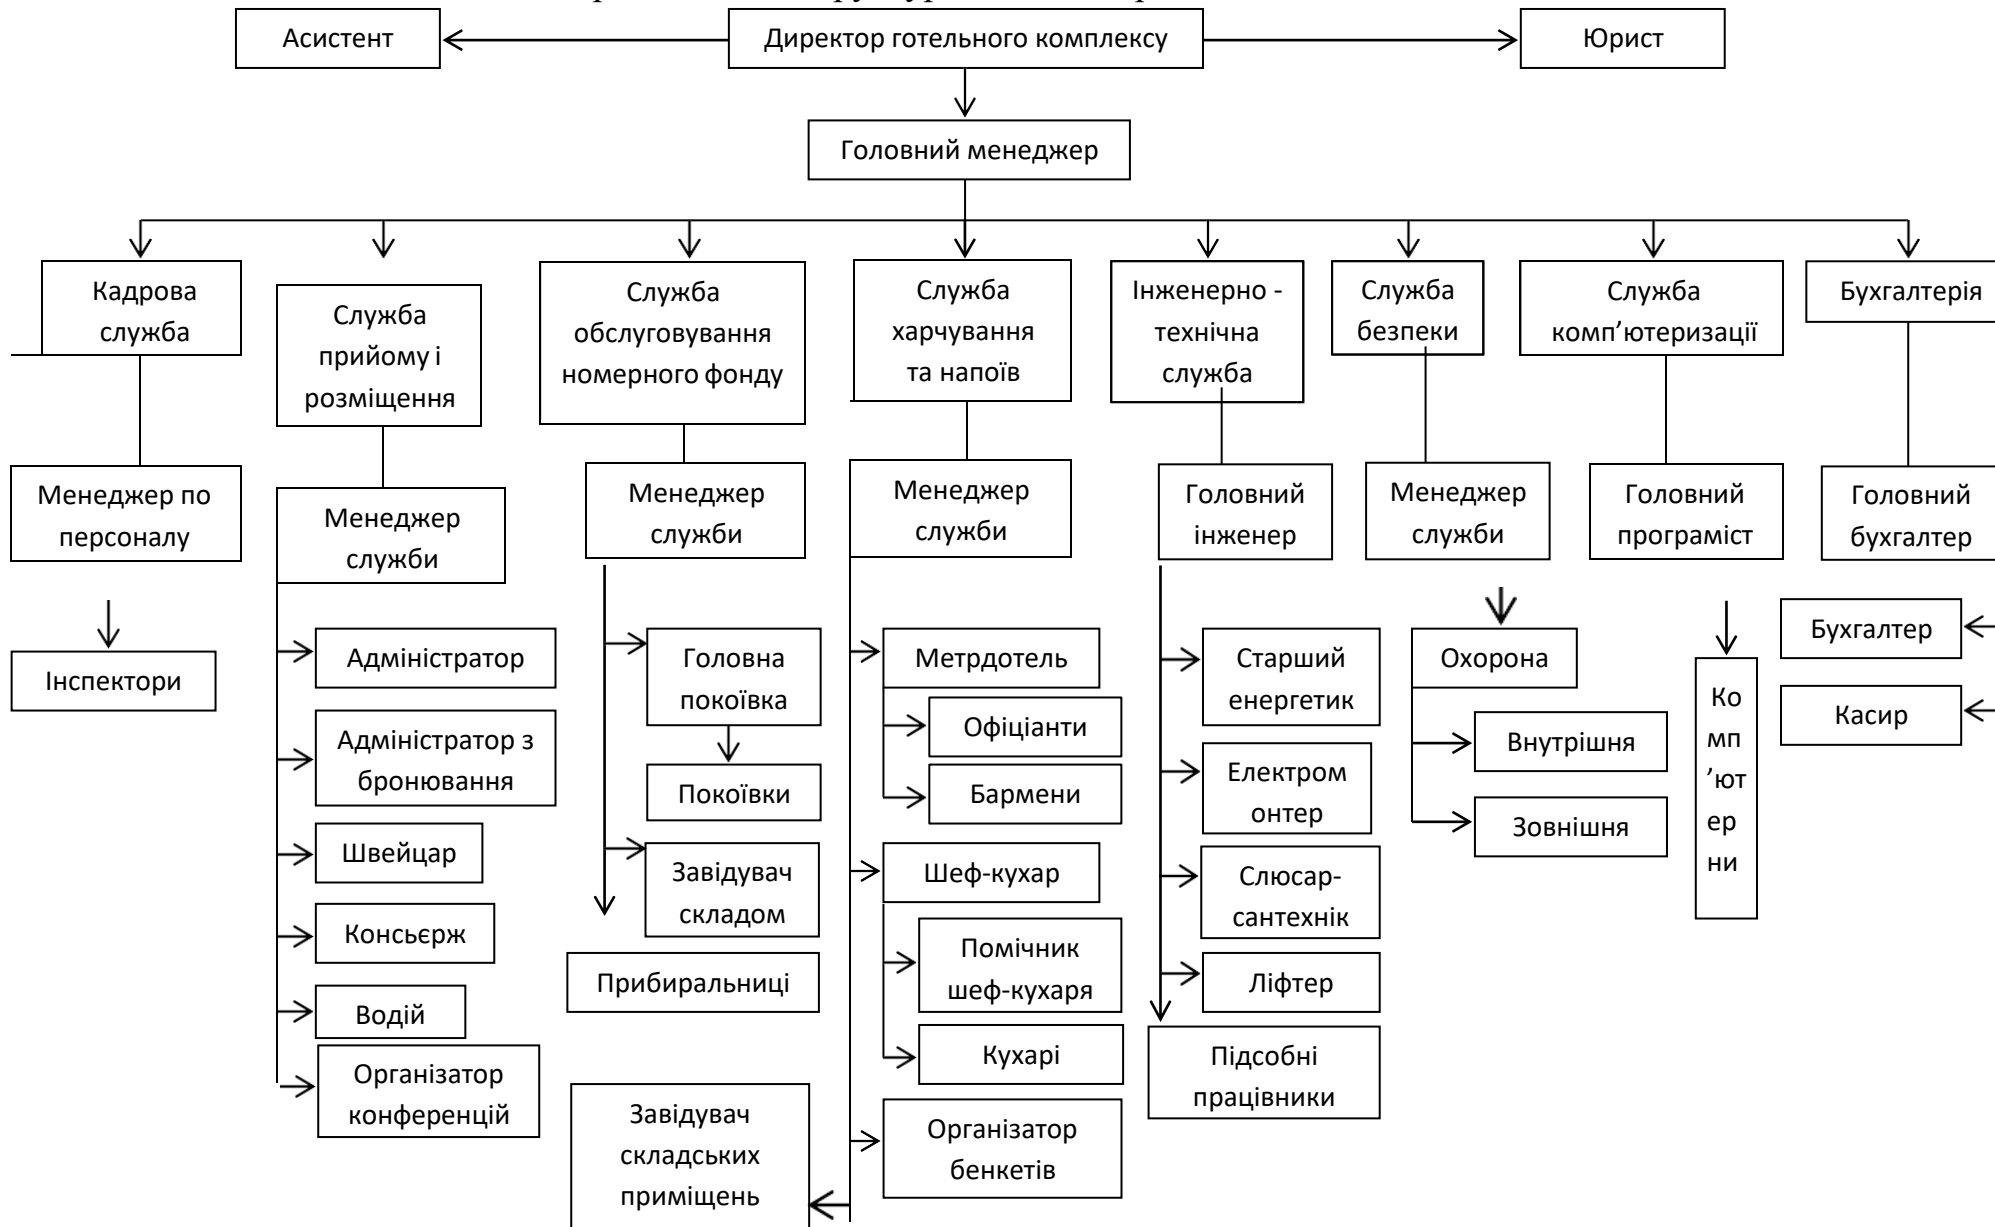 Асистент
Директор готельного комплексу
Юрист
Головний менеджер
Кадрова
служба
Служба
прийому і
розміщення
Служба
обслуговування
номерного фонду
Служба
харчування
та напоїв
Інженерно -
технічна
служба
Служба
безпеки
Служба
комп’ютеризації
Бухгалтерія
Менеджер по
персоналу
Менеджер
служби
Менеджер
служби
Менеджер
служби
Головний
інженер
Менеджер
служби
Головний
програміст
Головний
бухгалтер
Інспектори
Адміністратор
Адміністратор з
бронювання
Швейцар
Консьєрж
Водій
Організатор
конференцій
Головна
покоївка
Покоївки
Завідувач
складом
Прибиральниці
Завідувач
складських
приміщень
Метрдотель
Офіціанти
Бармени
Шеф-кухар
Помічник
шеф-кухаря
Кухарі
Організатор
бенкетів
Старший
енергетик
Електром
онтер
Слюсар-
сантехнік
Ліфтер
Підсобні
працівники
Охорона
Внутрішня
Зовнішня
Ко
мп
’ют
ер
ни
Бухгалтер
Касир